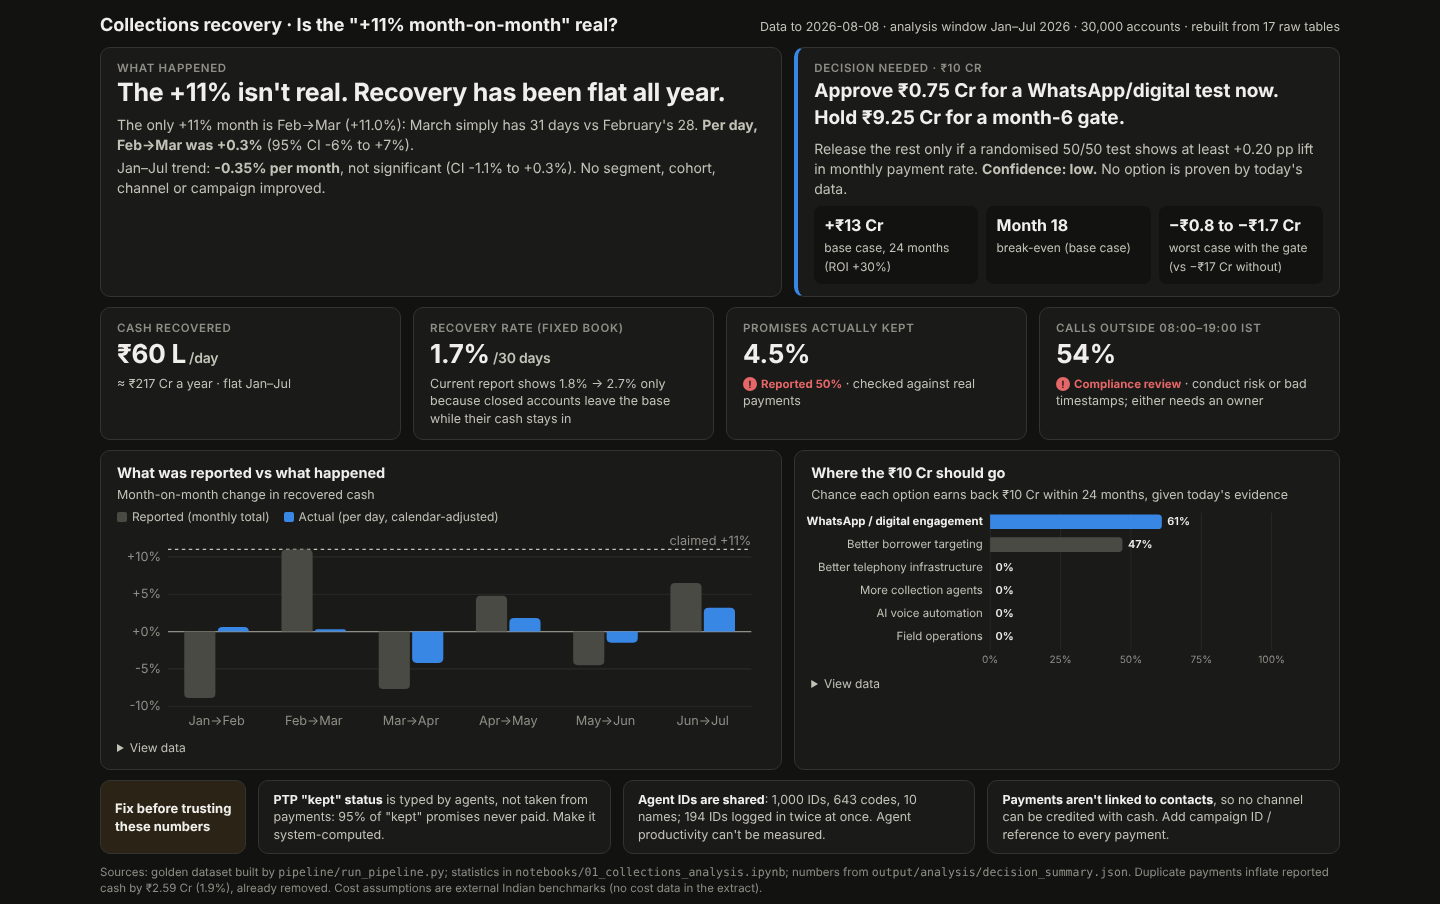 Collections recovery · Is the "+11% month-on-month" real?
Data to 2026-08-08 · analysis window Jan–Jul 2026 · 30,000 accounts · rebuilt from 17 raw tables
WHAT HAPPENED
The +11% isn't real. Recovery has been flat all year.
The only +11% month is Feb→Mar (+11.0%): March simply has 31 days vs February's 28. Per day,
Feb→Mar was +0.3% (95% CI -6% to +7%).
Jan–Jul trend: -0.35% per month, not significant (CI -1.1% to +0.3%). No segment, cohort,
channel or campaign improved.
DECISION NEEDED · ₹10 CR
Approve ₹0.75 Cr for a WhatsApp/digital test now.
Hold ₹9.25 Cr for a month-6 gate.
Release the rest only if a randomised 50/50 test shows at least +0.20 pp lift
in monthly payment rate. Confidence: low. No option is proven by today's
data.
+₹13 Cr
base case, 24 months
(ROI +30%)
Month 18
break-even (base case)
−₹0.8 to −₹1.7 Cr
worst case with the gate
(vs −₹17 Cr without)
CASH RECOVERED
₹60 L /day
≈ ₹217 Cr a year · flat Jan–Jul
RECOVERY RATE (FIXED BOOK)
1.7% /30 days
Current report shows 1.8% → 2.7% only
because closed accounts leave the base
while their cash stays in
PROMISES ACTUALLY KEPT
4.5%
! Reported 50% · checked against real
payments
CALLS OUTSIDE 08:00–19:00 IST
54%
! Compliance review · conduct risk or bad
timestamps; either needs an owner
What was reported vs what happened
Month-on-month change in recovered cash
Reported (monthly total)
Actual (per day, calendar-adjusted)
claimed +11%
+10%
+5%
+0%
-5%
-10%
Jan→Feb
Feb→Mar
Mar→Apr
Apr→May
May→Jun
Jun→Jul
▶ View data
Where the ₹10 Cr should go
Chance each option earns back ₹10 Cr within 24 months, given today's evidence
WhatsApp / digital engagement 61%
Better borrower targeting 47%
Better telephony infrastructure 0%
More collection agents 0%
AI voice automation 0%
Field operations 0%
0% 25% 50% 75% 100%
▶ View data
Fix before trusting
these numbers
PTP "kept" status is typed by agents, not taken from
payments: 95% of "kept" promises never paid. Make it
system-computed.
Agent IDs are shared: 1,000 IDs, 643 codes, 10
names; 194 IDs logged in twice at once. Agent
productivity can't be measured.
Payments aren't linked to contacts, so no channel
can be credited with cash. Add campaign ID /
reference to every payment.
Sources: golden dataset built by pipeline/run_pipeline.py; statistics in notebooks/01_collections_analysis.ipynb; numbers from output/analysis/decision_summary.json. Duplicate payments inflate reported
cash by ₹2.59 Cr (1.9%), already removed. Cost assumptions are external Indian benchmarks (no cost data in the extract).